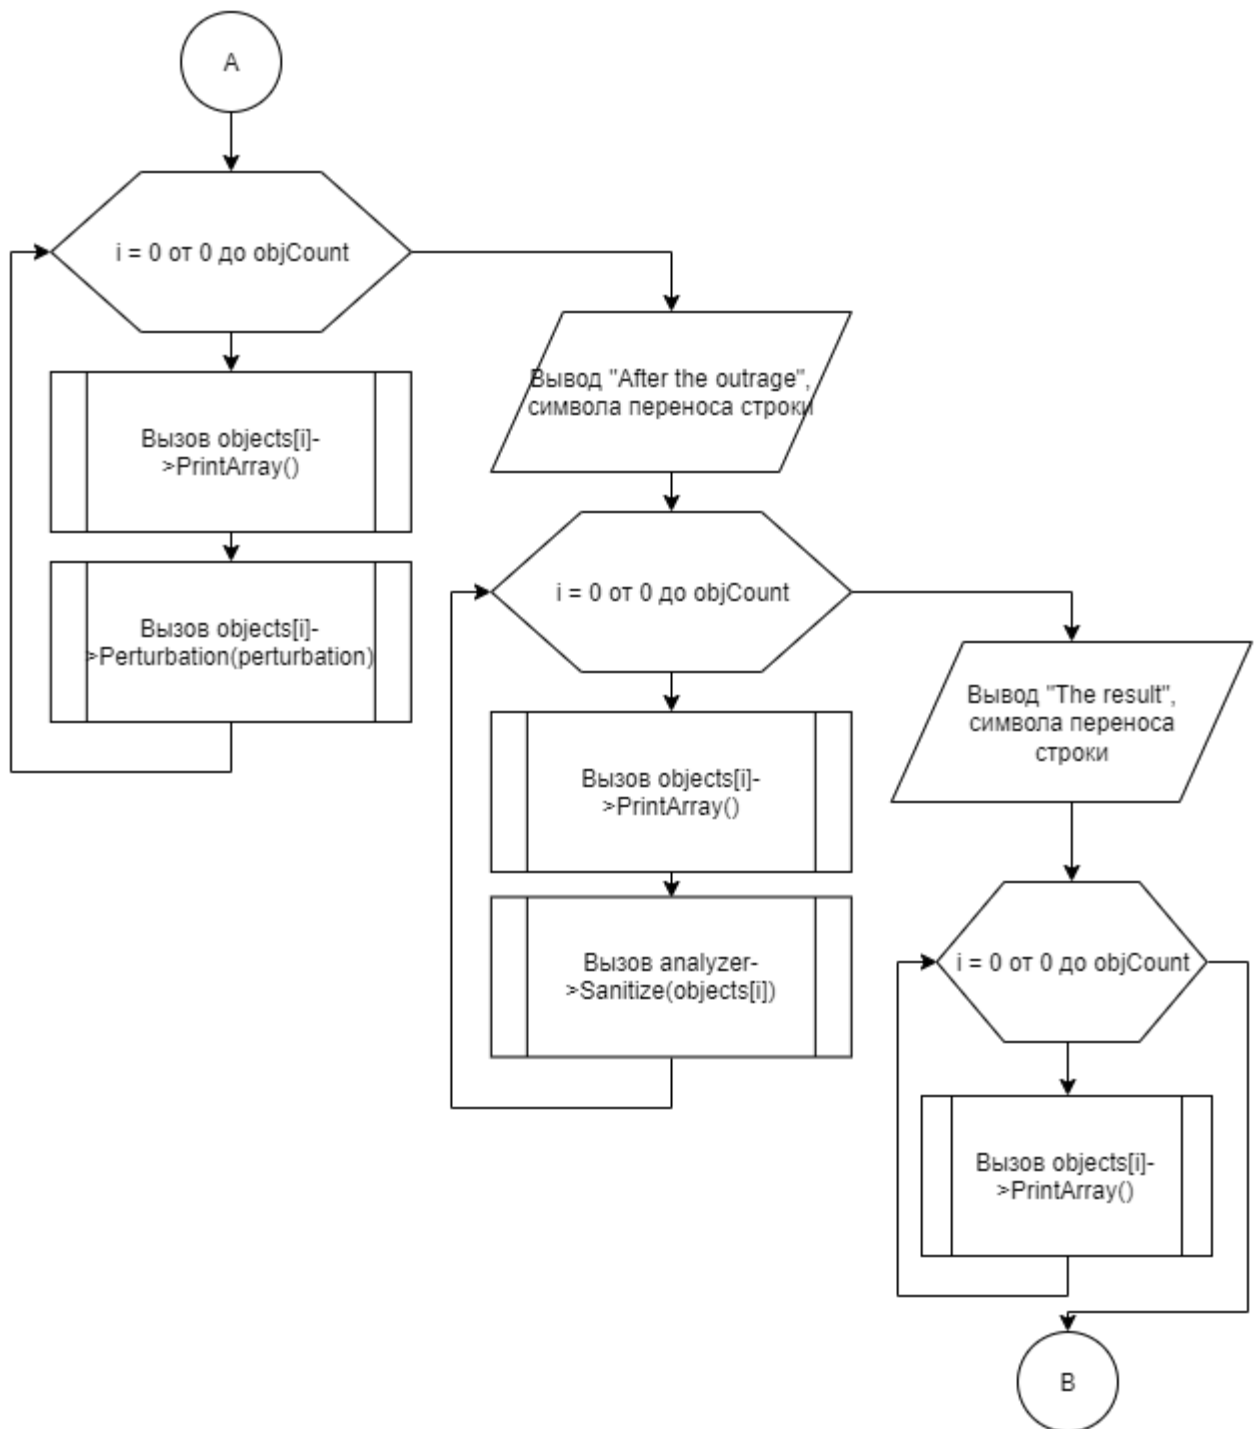 A
i = 0 от 0 до objCount
Вызов objects[i]-
>PrintArray()
Вызов objects[i]-
>Perturbation(perturbation)
Вывод "After the outrage",
символа переноса строки
i = 0 от 0 до objCount
Вызов objects[i]-
>PrintArray()
Вызов analyzer-
>Sanitize(objects[i])
Вывод "The result",
символа переноса
строки
i = 0 от 0 до objCount
Вызов objects[i]-
>PrintArray()
B